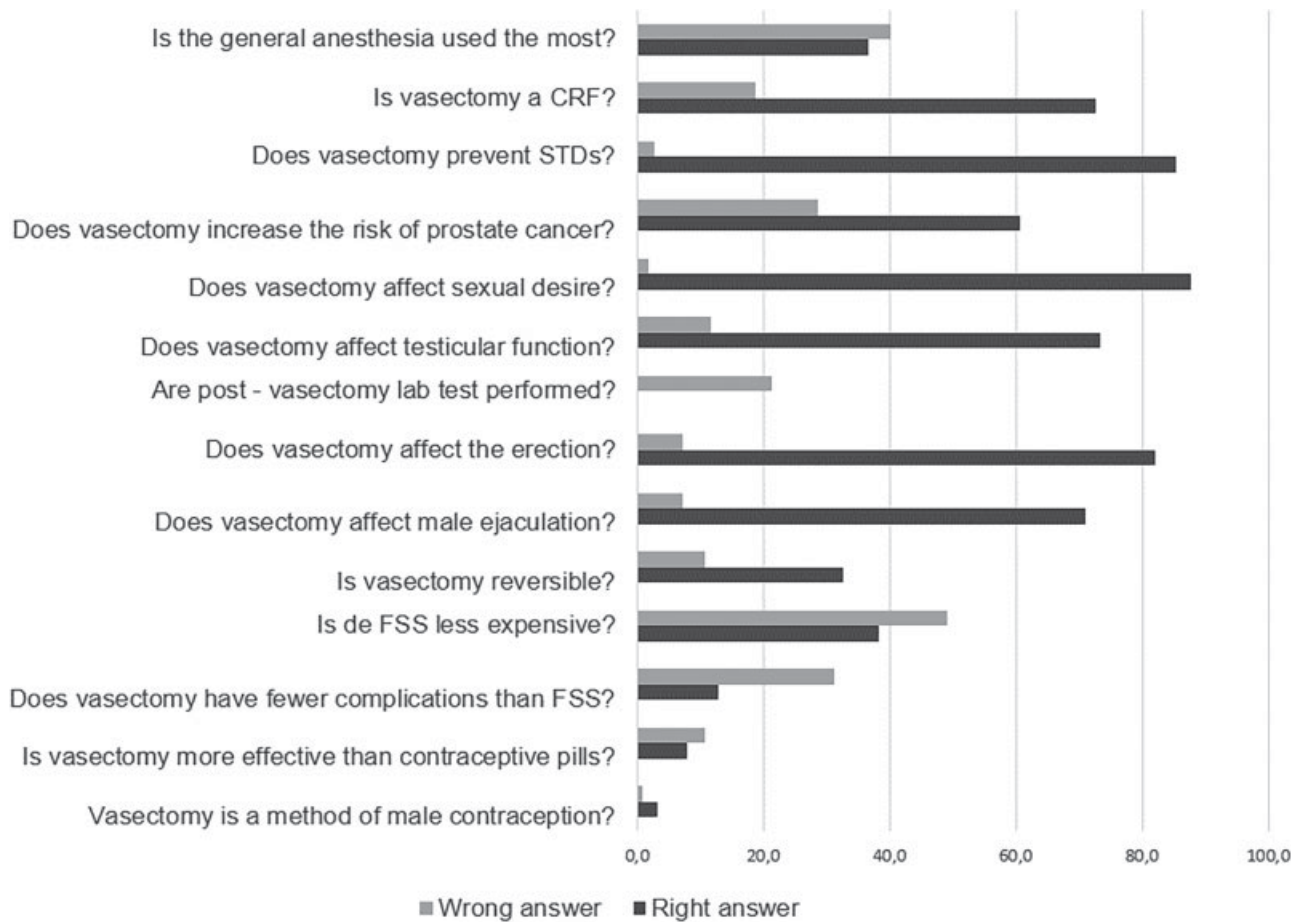 Is the general anesthesia used the most?
Is vasectomy a CRF?
Does vasectomy prevent STDs?
Does vasectomy increase the risk of prostate cancer?
Does vasectomy affect sexual desire?
Does vasectomy affect testicular function?
Are post - vasectomy lab test performed?
Does vasectomy affect the erection?
Does vasectomy affect male ejaculation?
Is vasectomy reversible?
Is de FSS less expensive?
Does vasectomy have fewer complications than FSS?
Is vasectomy more effective than contraceptive pills?
Vasectomy is a method of male contraception?
0,0 20,0 40,0 60,0 80,0 100,0
Wrong answer Right answer